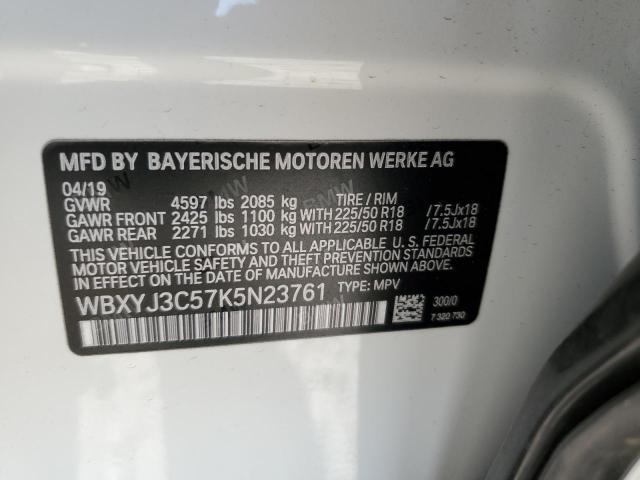 MFD BY BAYERISCHE MOTOREN WERKE AG
04/19
GVWR 4597 lbs 2085 kg TIRE / RIM
GAWR FRONT 2425 lbs 1100 kg WITH 225/50 R18 /7.5Jx18
GAWR REAR 2271 lbs 1030 kg WITH 225/50 R18 /7.5Jx18
THIS VEHICLE CONFORMS TO ALL APPLICABLE U. S. FEDERAL
MOTOR VEHICLE SAFETY AND THEFT PREVENTION STANDARDS
IN EFFECT ON THE DATE OF MANUFACTURE SHOWN ABOVE.
WBXYJ3C57K5N23761 TYPE: MPV
300/0
7 320 730